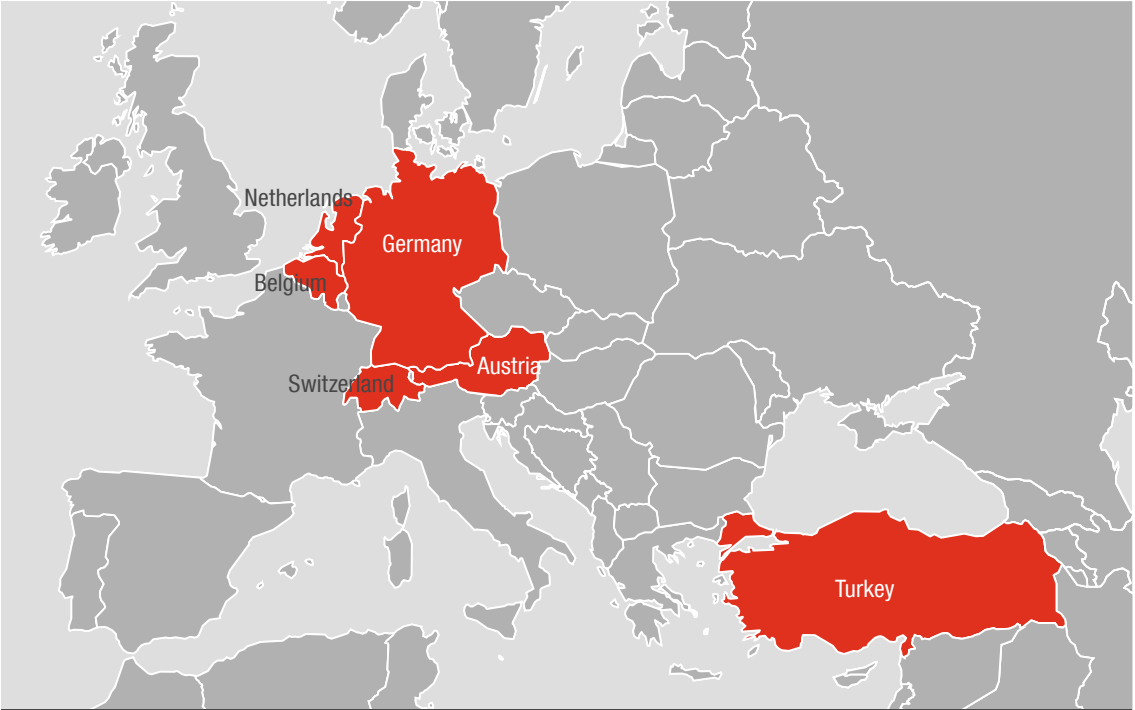 Netherlands
Germany
Belgium
Austria
Switzerland
Turkey